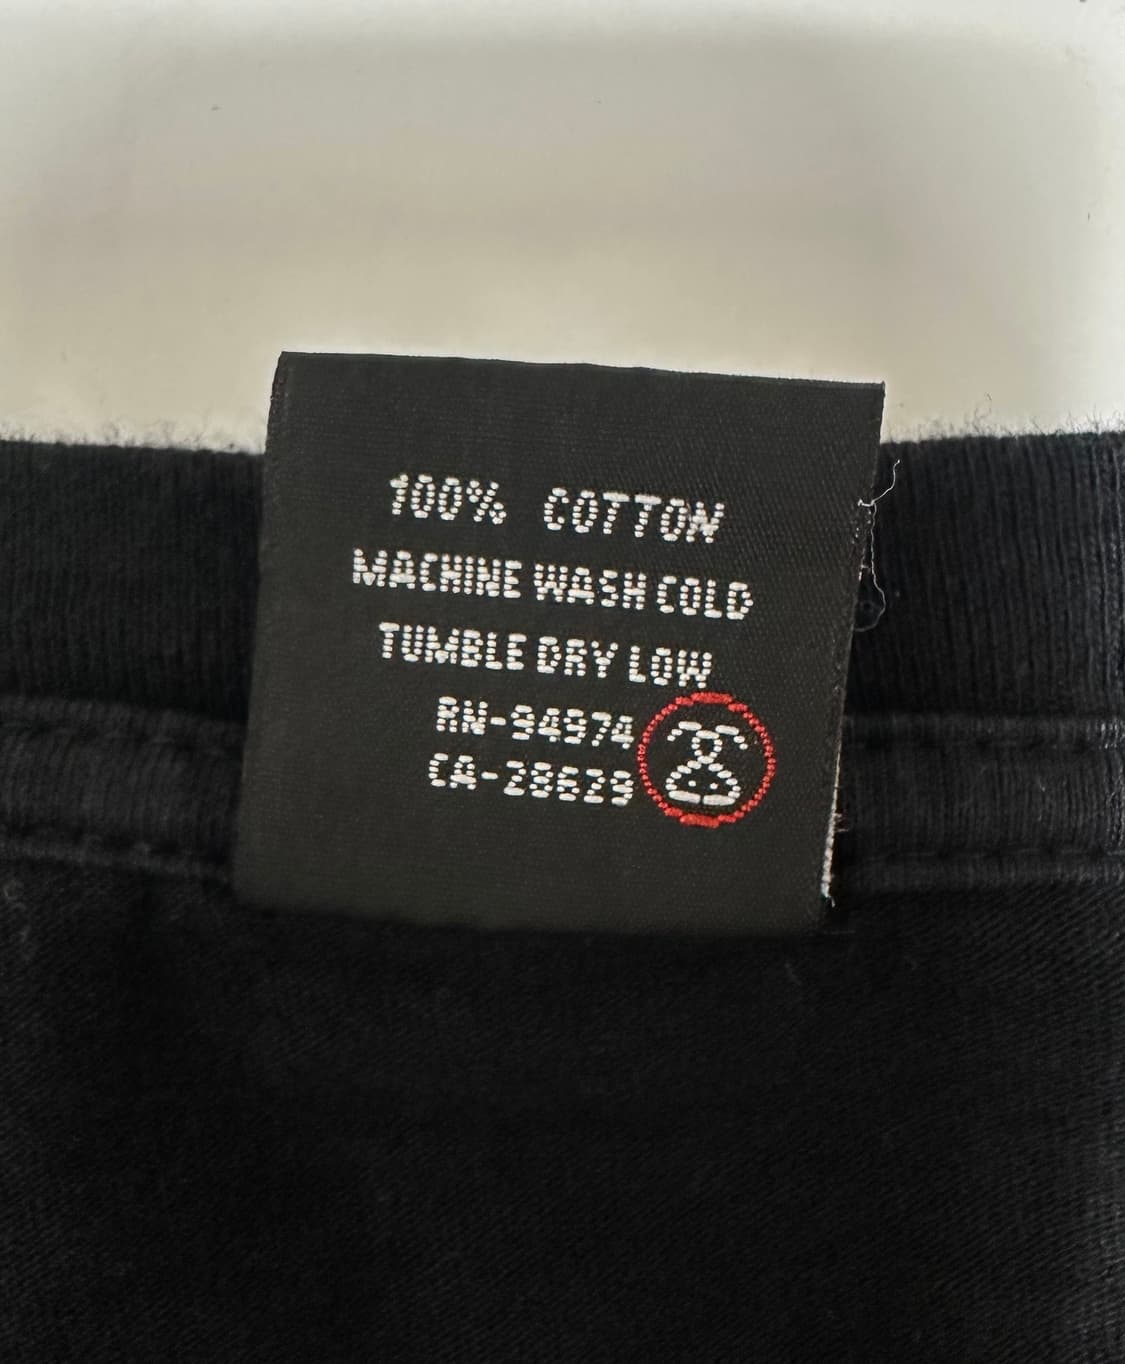 100% COTTON
MACHINE WASH COLD
TUMBLE DRY LOW
RN-94974
CA-28629